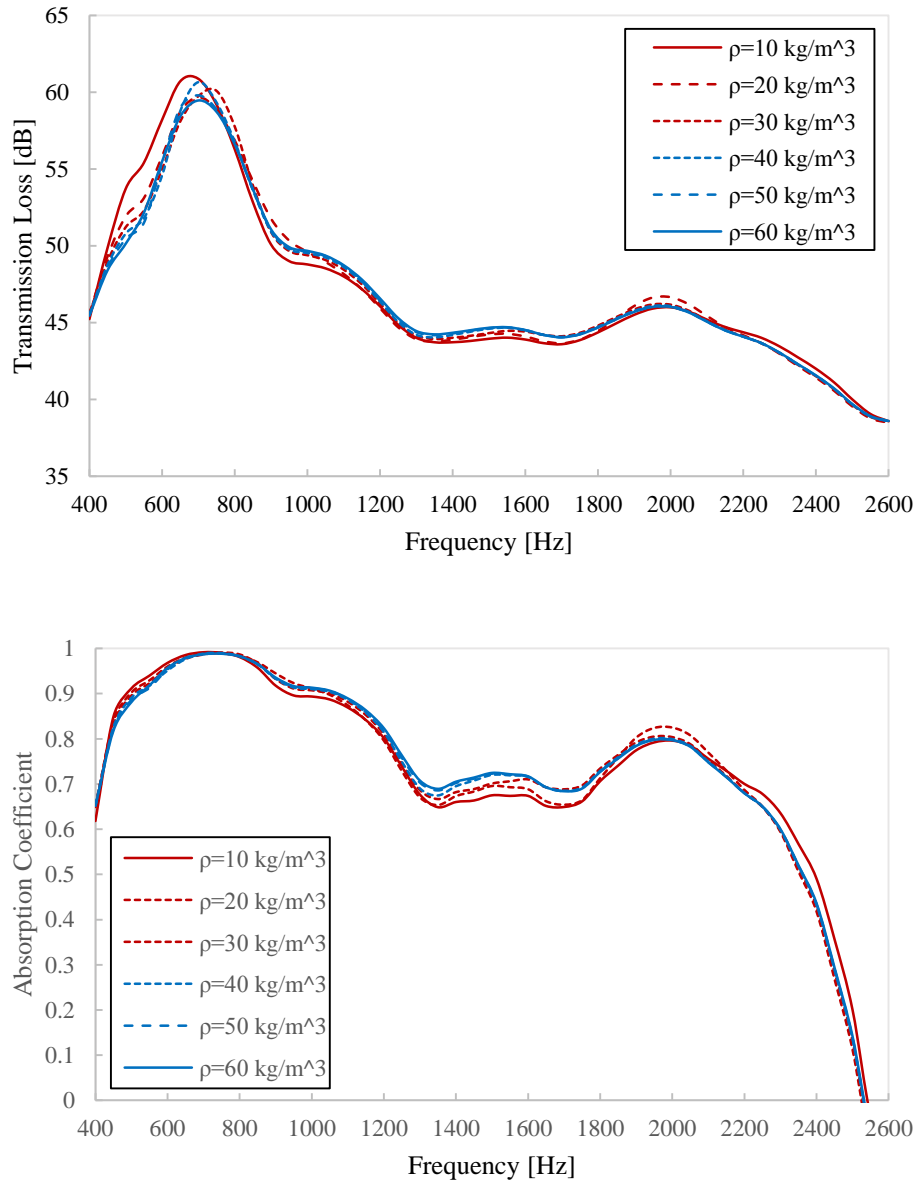 Transmission Loss [dB]
65
60
55
50
45
40
35
ρ=10 kg/m^3
ρ=20 kg/m^3
ρ=30 kg/m^3
ρ=40 kg/m^3
ρ=50 kg/m^3
ρ=60 kg/m^3
400 600 800 1000 1200 1400 1600 1800 2000 2200 2400 2600
Frequency [Hz]
Absorption Coefficient
1
0.9
0.8
0.7
0.6
0.5
0.4
0.3
0.2
0.1
0
ρ=10 kg/m^3
ρ=20 kg/m^3
ρ=30 kg/m^3
ρ=40 kg/m^3
ρ=50 kg/m^3
ρ=60 kg/m^3
400 600 800 1000 1200 1400 1600 1800 2000 2200 2400 2600
Frequency [Hz]